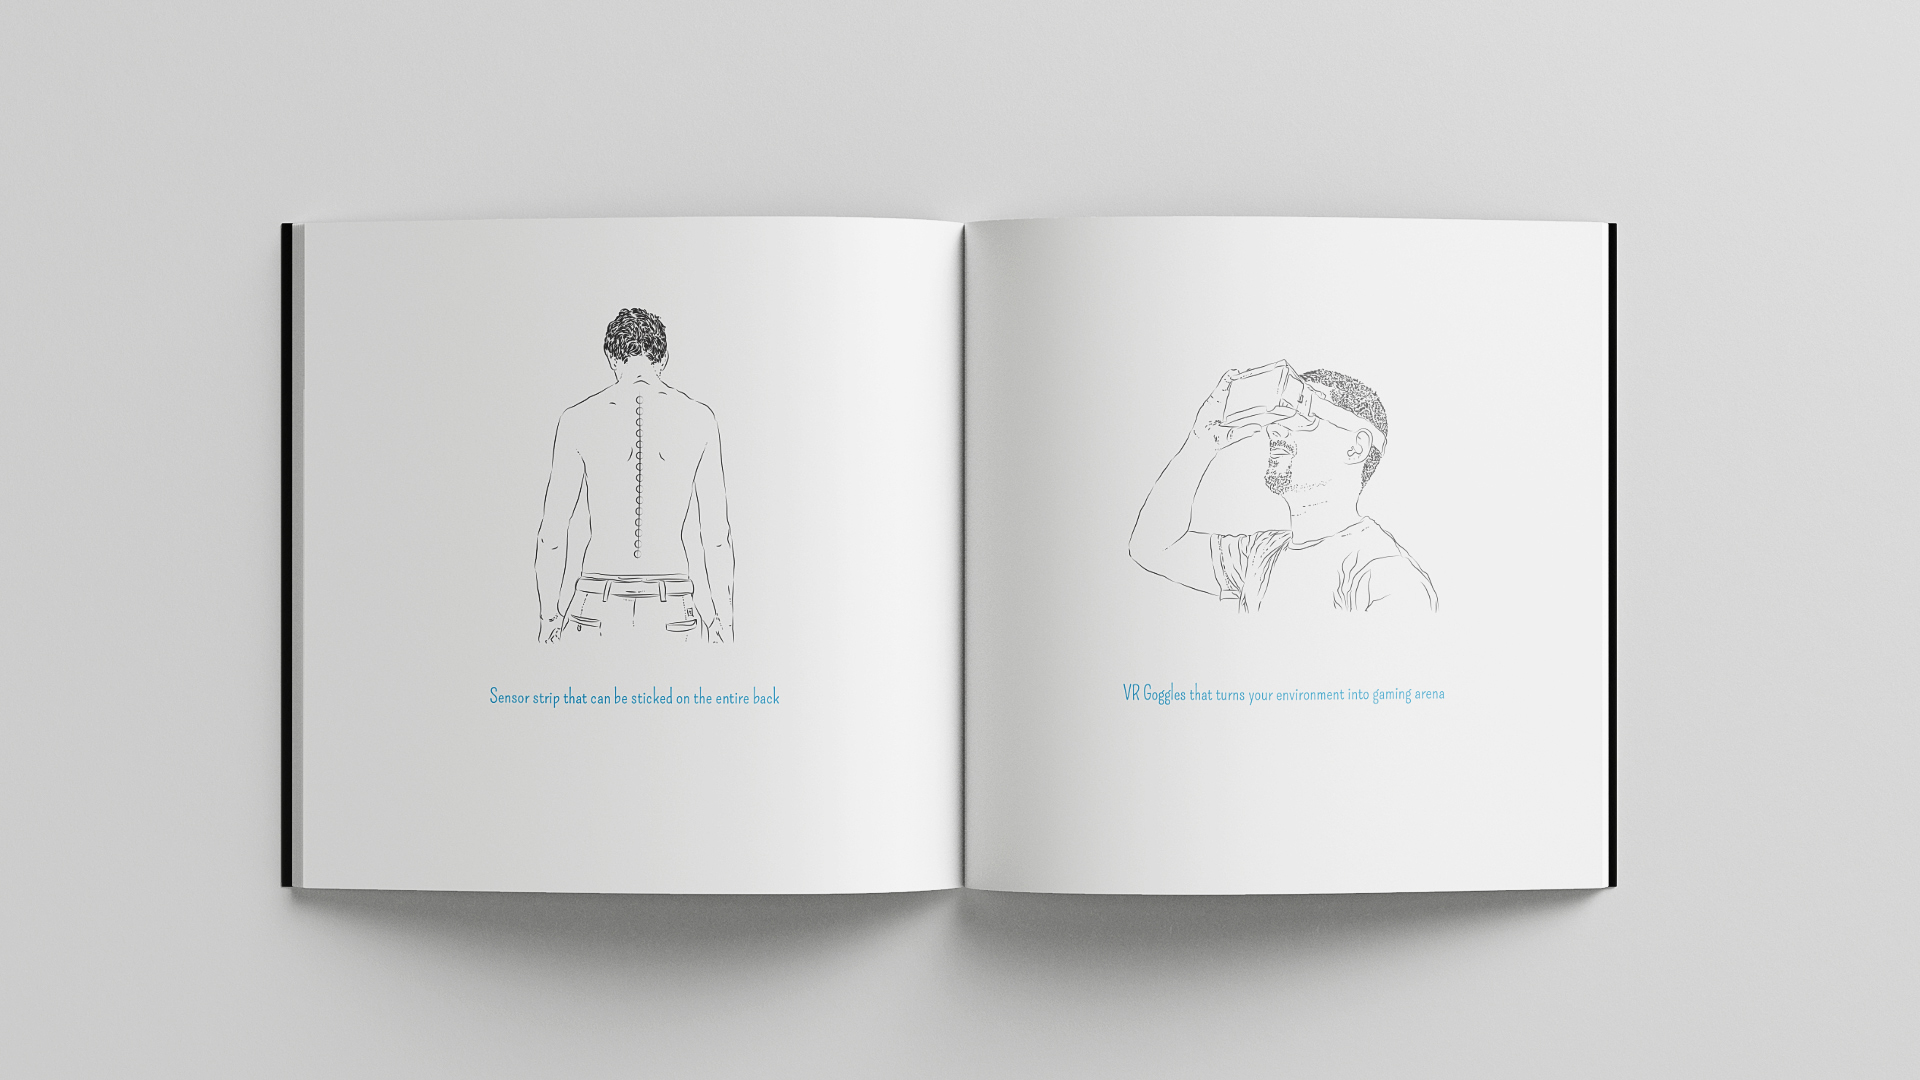 Sensor strip that can be sticked on the entire back
VR Goggles that turns your environment into gaming arena